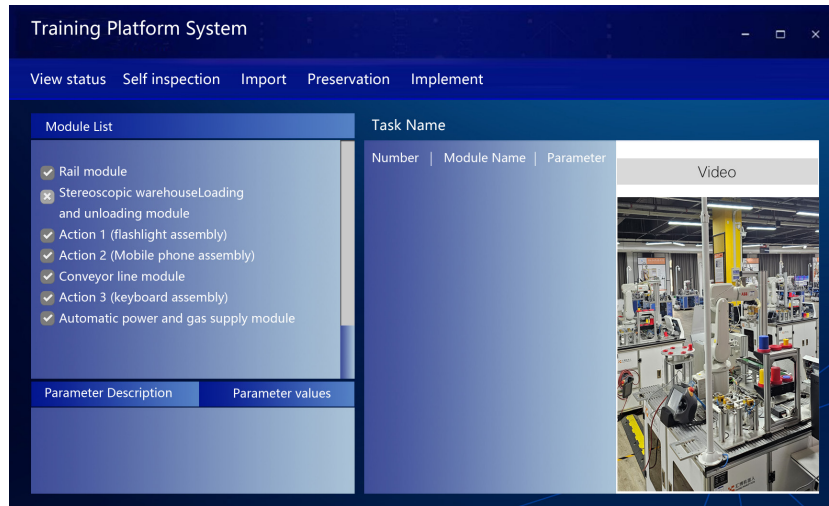 Training Platform System
View status Self inspection Import Preservation Implement
Module List
Rail module
Stereoscopic warehouseLoading
and unloading module
Action 1 (flashlight assembly)
Action 2 (Mobile phone assembly)
Conveyor line module
Action 3 (keyboard assembly)
Automatic power and gas supply module
Parameter Description Parameter values
Task Name
Number | Module Name | Parameter
Video